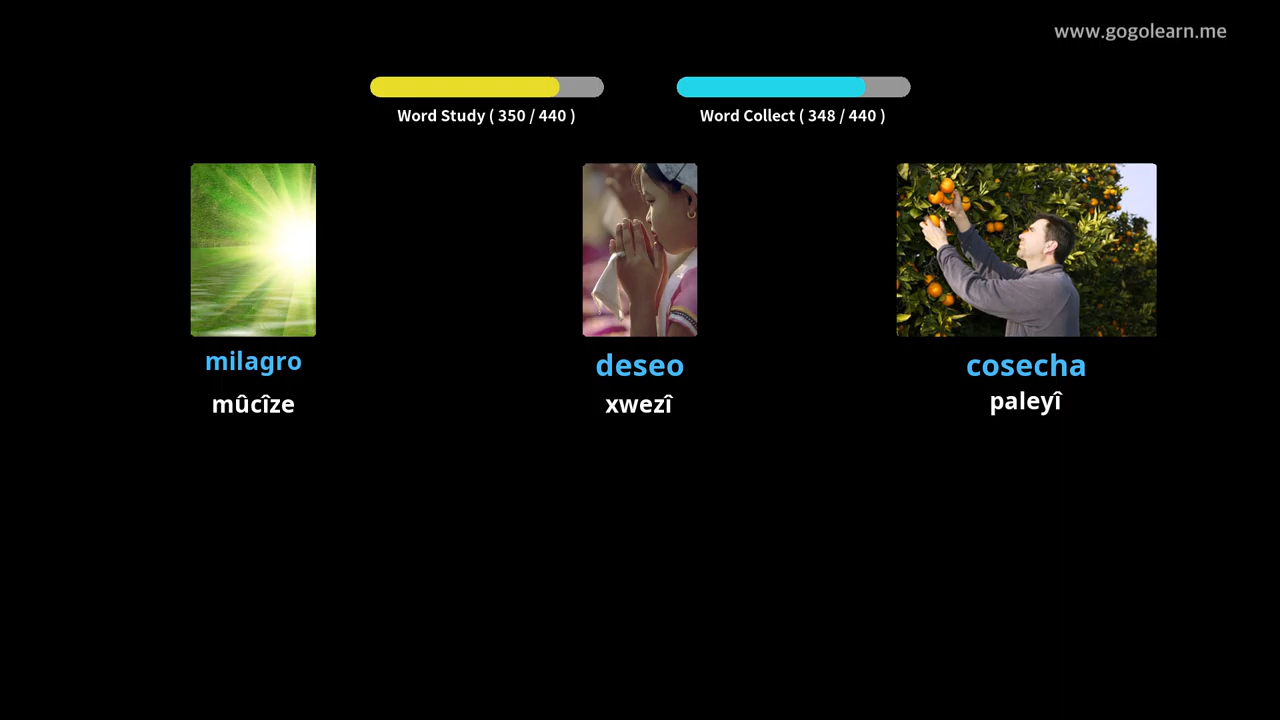 www.gogolearn.me
Word Study ( 350 / 440 )
Word Collect ( 348 / 440 )
milagro
mûcîze
deseo
xwezî
cosecha
paleyî